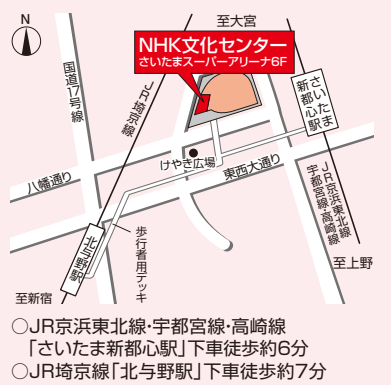 N
至大宮
NHK文化センター
さいたまスーパーアリーナ6F
国道17号線
JR埼京線
さいたま新都心駅
けやき広場
八幡通り
東西大通り
JR京浜東北線
宇都宮線・高崎線
北与野駅
歩行者用デッキ
至上野
至新宿
○JR京浜東北線・宇都宮線・高崎線
「さいたま新都心駅」下車徒歩約6分
○JR埼京線「北与野駅」下車徒歩約7分